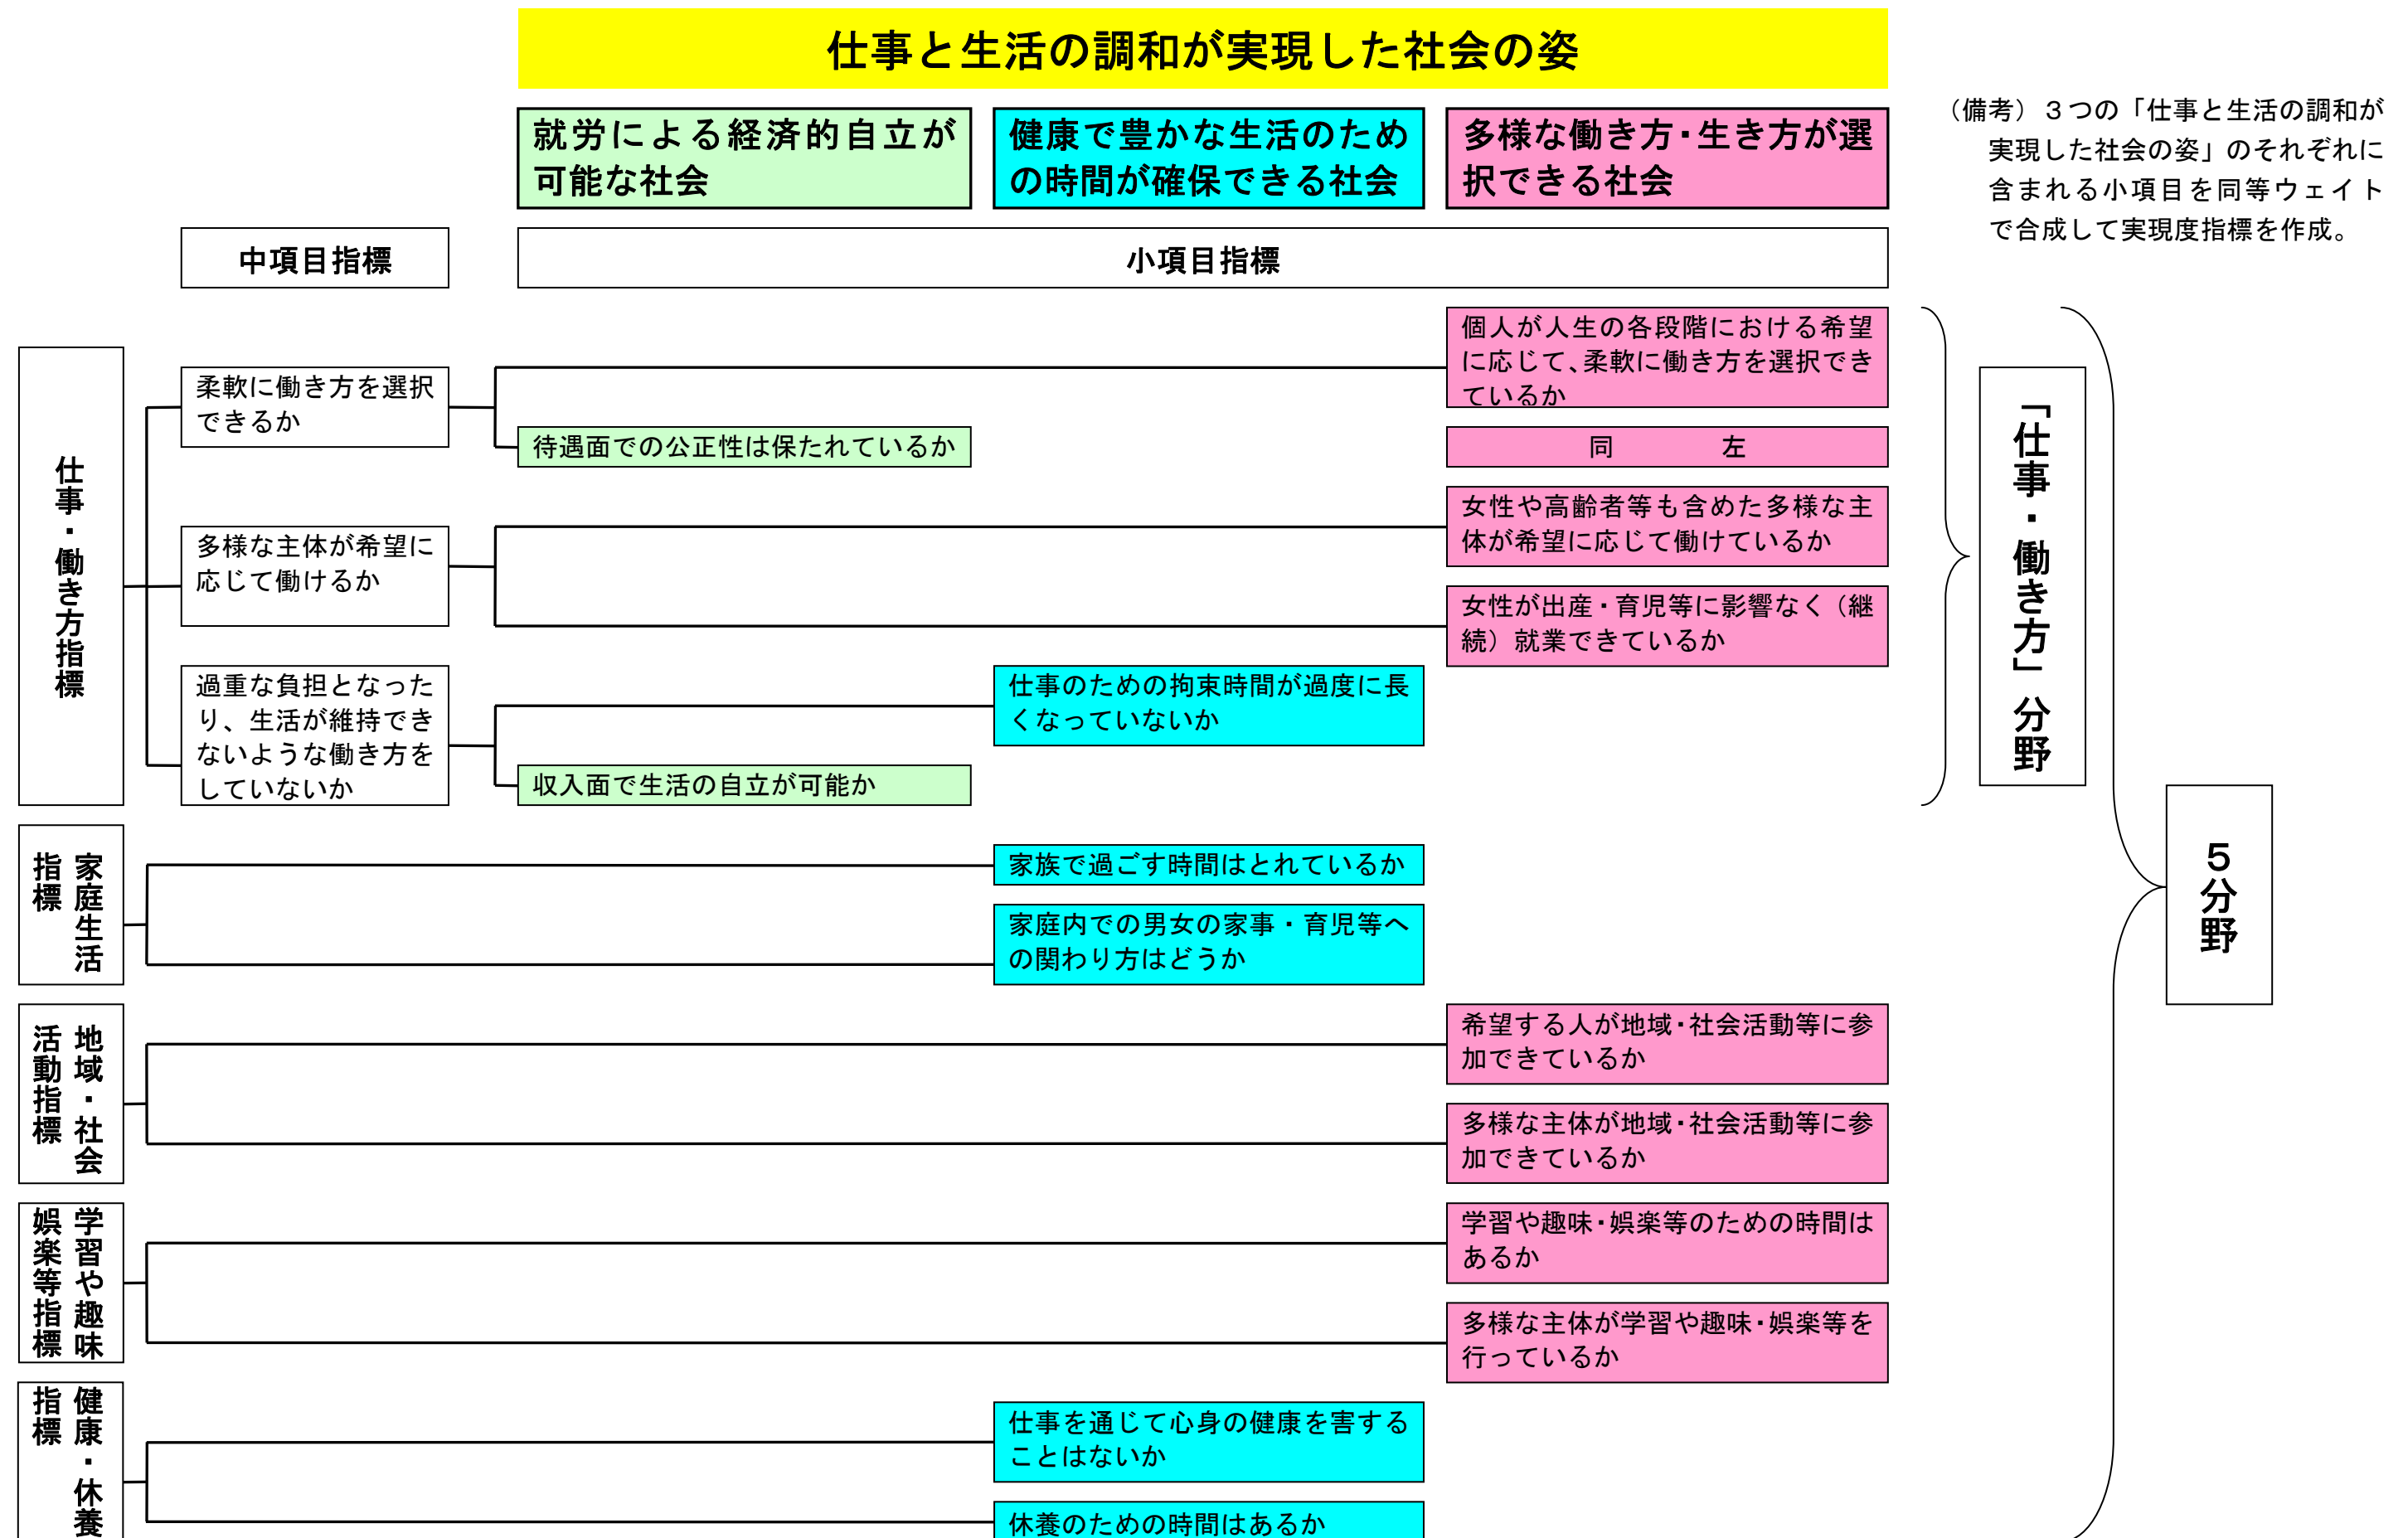 仕事と生活の調和が実現した社会の姿
就労による経済的自立が
可能な社会
健康で豊かな生活のため
の時間が確保できる社会
多様な働き方・生き方が選
択できる社会
（備考）３つの「仕事と生活の調和が
実現した社会の姿」のそれぞれに
含まれる小項目を同等ウェイト
で合成して実現度指標を作成。
中項目指標
小項目指標
仕事・働き方指標
柔軟に働き方を選択
できるか
個人が人生の各段階における希望
に応じて、柔軟に働き方を選択でき
ているか
待遇面での公正性は保たれているか
同　　　　左
多様な主体が希望に
応じて働けるか
女性や高齢者等も含めた多様な主
体が希望に応じて働けているか
女性が出産・育児等に影響なく（継
続）就業できているか
過重な負担となった
り、生活が維持でき
ないような働き方を
していないか
仕事のための拘束時間が過度に長
くなっていないか
収入面で生活の自立が可能か
「仕事・働き方」分野
５分野
家庭生活
指標
家族で過ごす時間はとれているか
家庭内での男女の家事・育児等へ
の関わり方はどうか
地域・社会
活動指標
希望する人が地域・社会活動等に参
加できているか
多様な主体が地域・社会活動等に参
加できているか
学習や趣味
娯楽等指標
学習や趣味・娯楽等のための時間は
あるか
多様な主体が学習や趣味・娯楽等を
行っているか
健康・休養
指標
仕事を通じて心身の健康を害する
ことはないか
休養のための時間はあるか